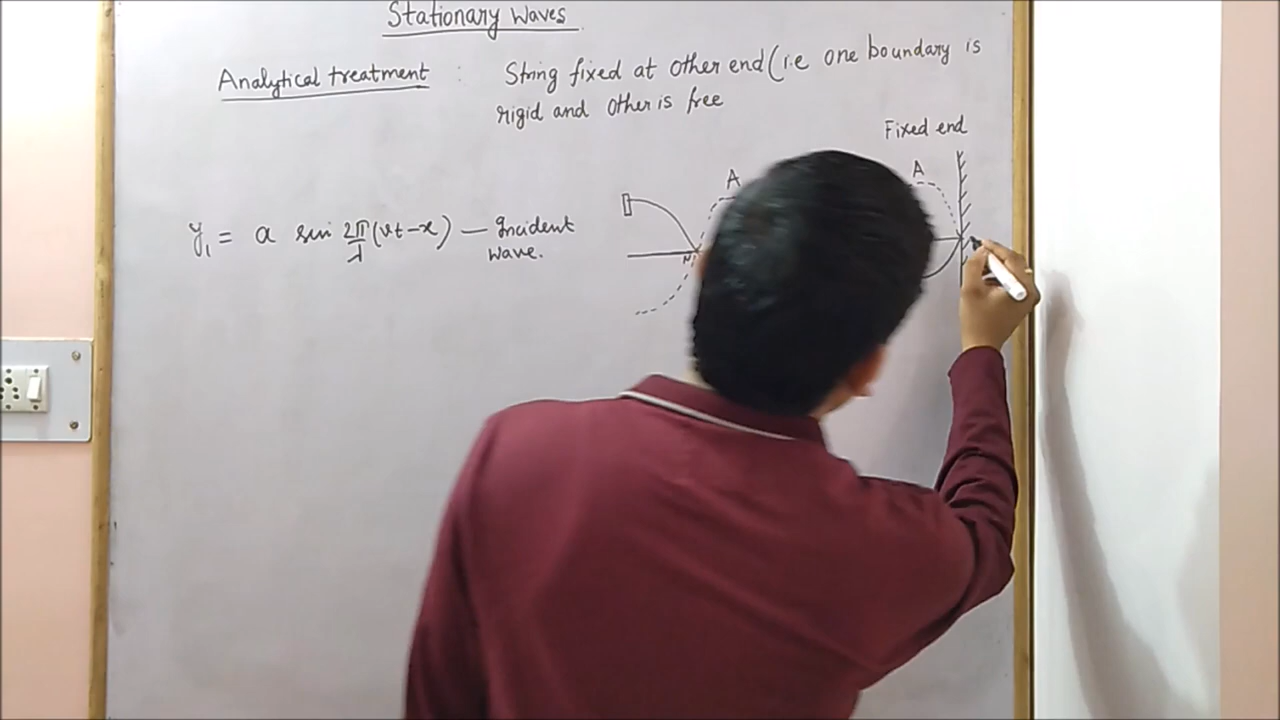 Stationary Waves
Analytical treatment : String fixed at other end (i.e one boundary is
rigid and other is free
Fixed end
A A
y₁ = a sin 2π/λ (vt-x) — Incident
wave.
N